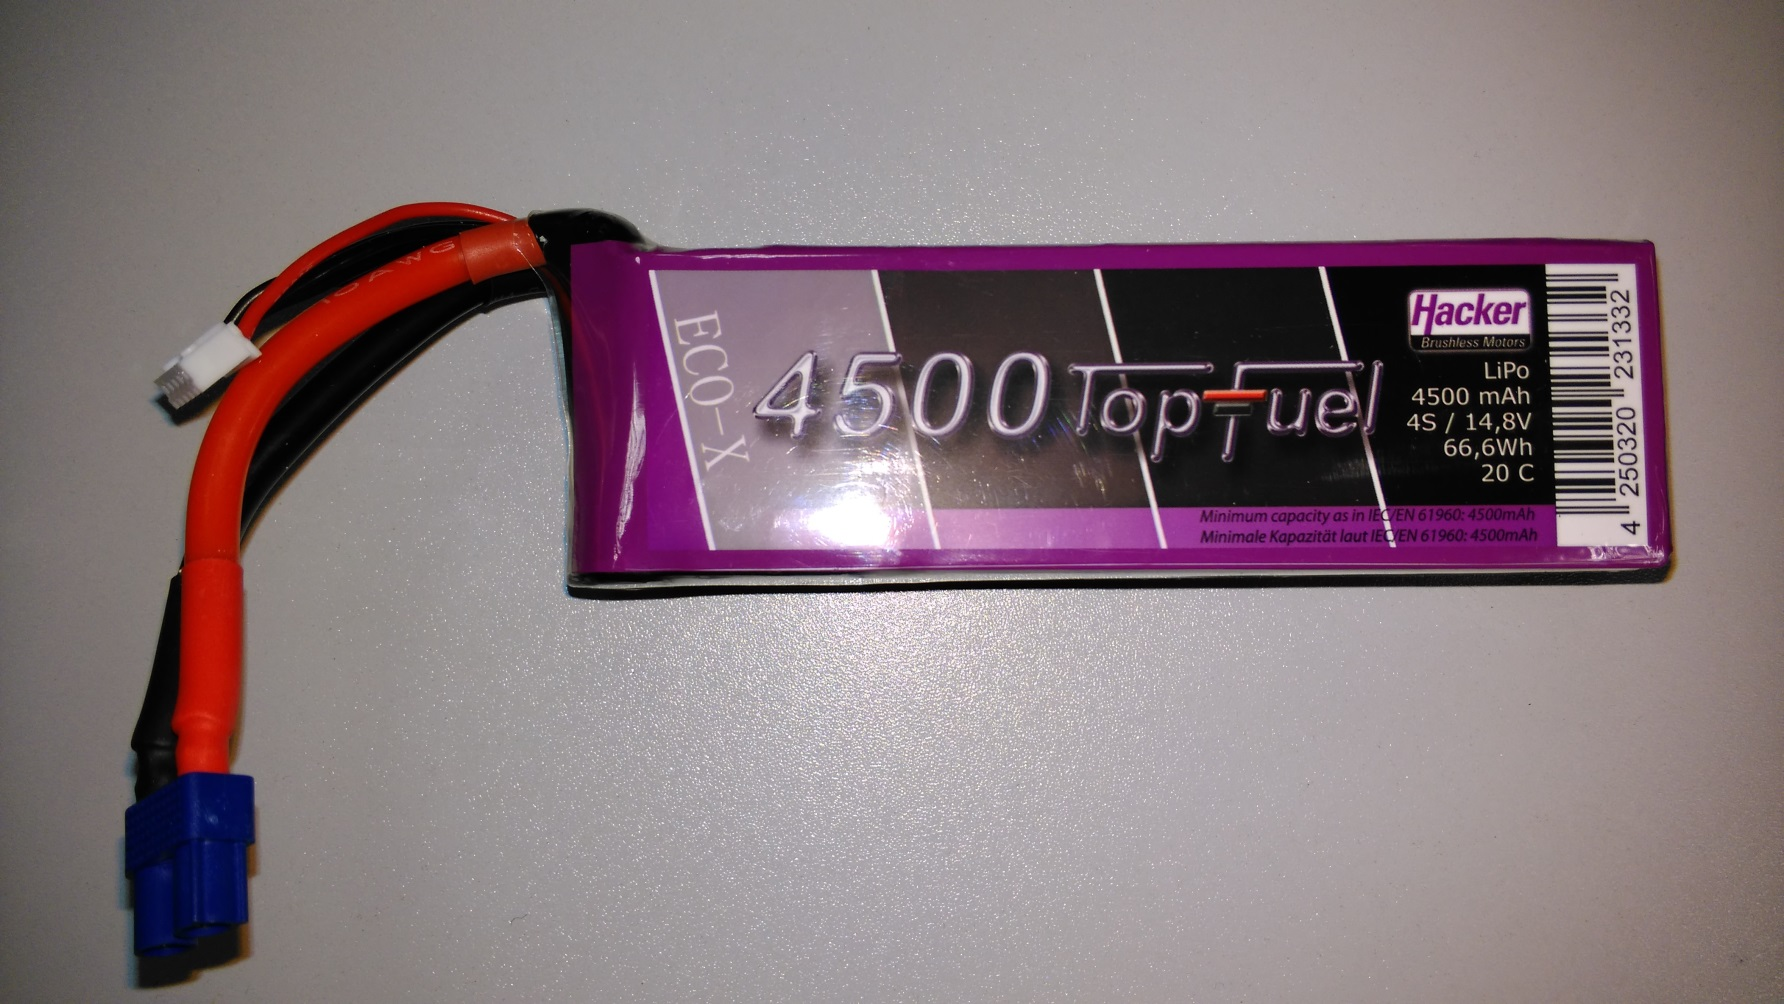 ECO-X
4500 TopFuel
Hacker
Brushless Motors
LiPo
4500 mAh
4S / 14,8V
66,6Wh
20 C
Minimum capacity as in IEC/EN 61960: 4500mAh
Minimale Kapazität laut IEC/EN 61960: 4500mAh
4 250320 231332
AWG